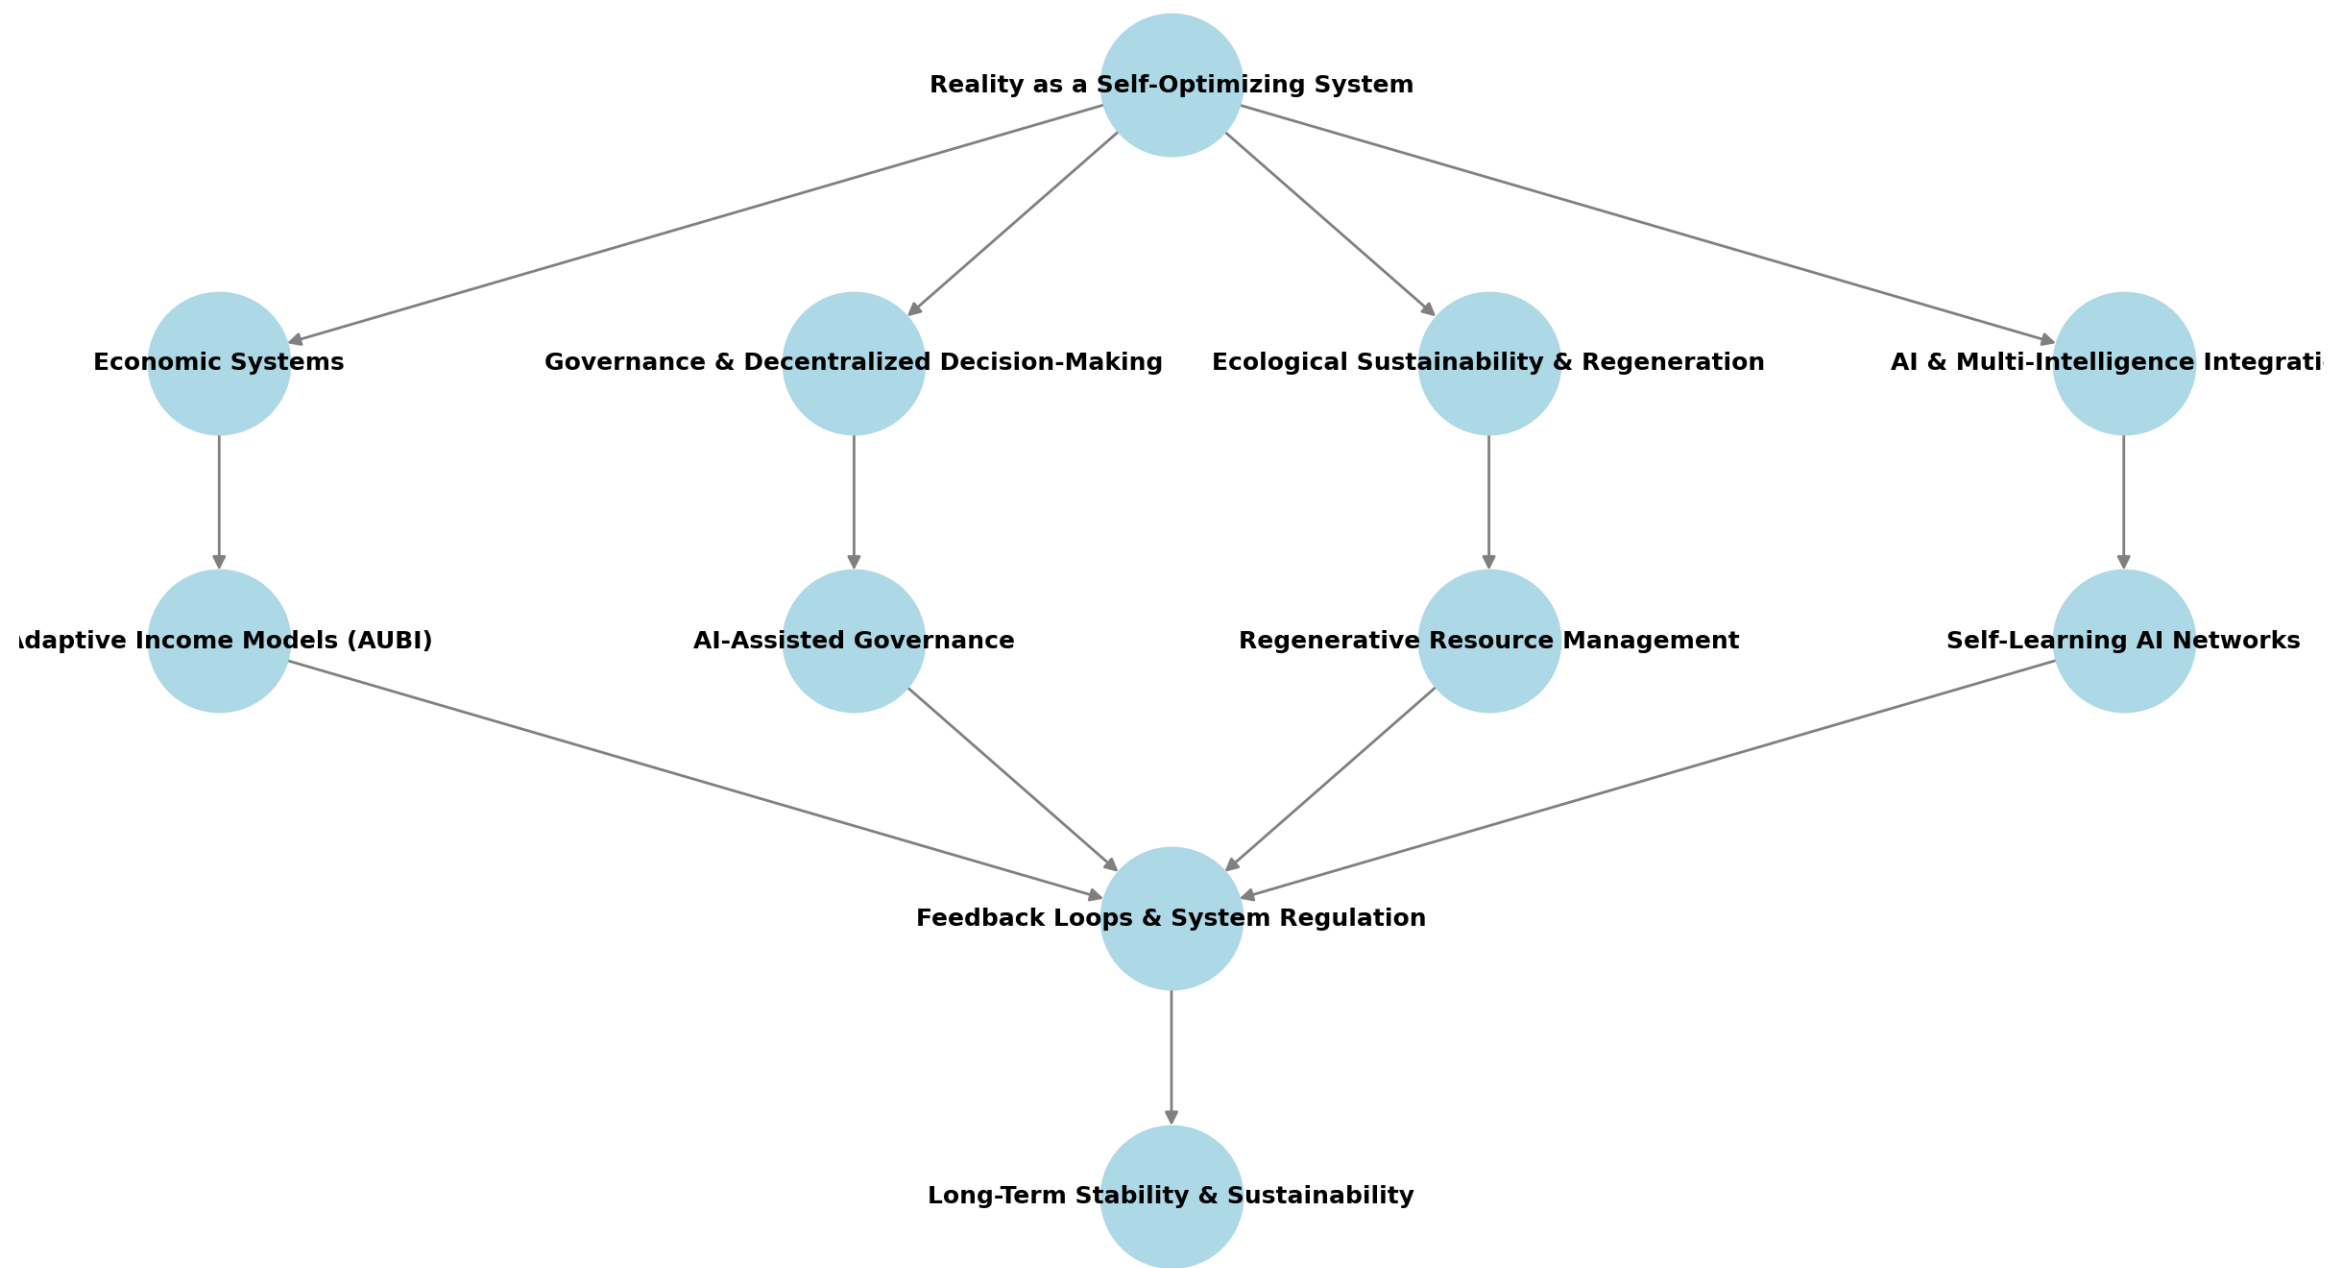 Reality as a Self-Optimizing System
Economic Systems
Governance & Decentralized Decision-Making
Ecological Sustainability & Regeneration
AI & Multi-Intelligence Integrati
daptive Income Models (AUBI)
AI-Assisted Governance
Regenerative Resource Management
Self-Learning AI Networks
Feedback Loops & System Regulation
Long-Term Stability & Sustainability